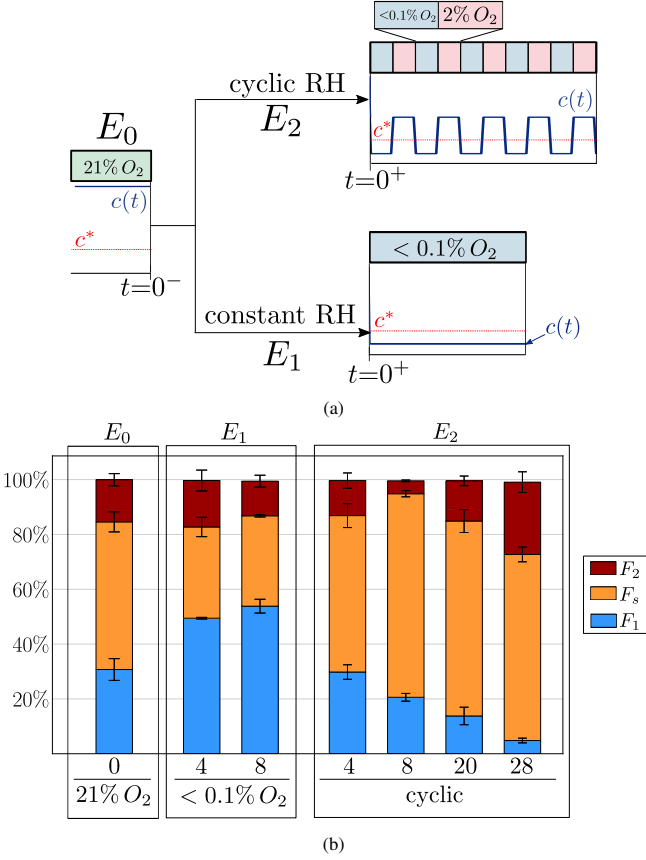 <0.1% O₂ 2% O₂
cyclic RH
E₂
c(t)
c*
t=0⁺
E₀
21% O₂
c(t)
c*
t=0⁻
< 0.1% O₂
constant RH
E₁
c*
c(t)
t=0⁺
(a)
E₀ E₁ E₂
100%
80%
60%
40%
20%
F₂
Fₛ
F₁
0 4 8 4 8 20 28
21% O₂ < 0.1% O₂ cyclic
(b)